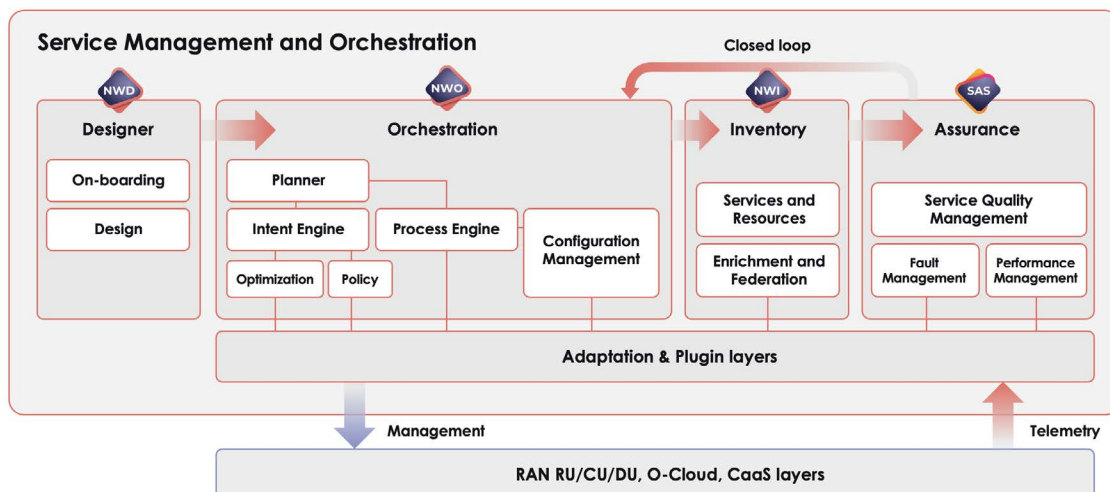 Service Management and Orchestration
Closed loop
NWD
NWO
NWI
SAS
Designer
Orchestration
Inventory
Assurance
On-boarding
Design
Planner
Intent Engine
Process Engine
Optimization
Policy
Configuration
Management
Services and
Resources
Enrichment and
Federation
Service Quality
Management
Fault
Management
Performance
Management
Adaptation & Plugin layers
Management
Telemetry
RAN RU/CU/DU, O-Cloud, CaaS layers